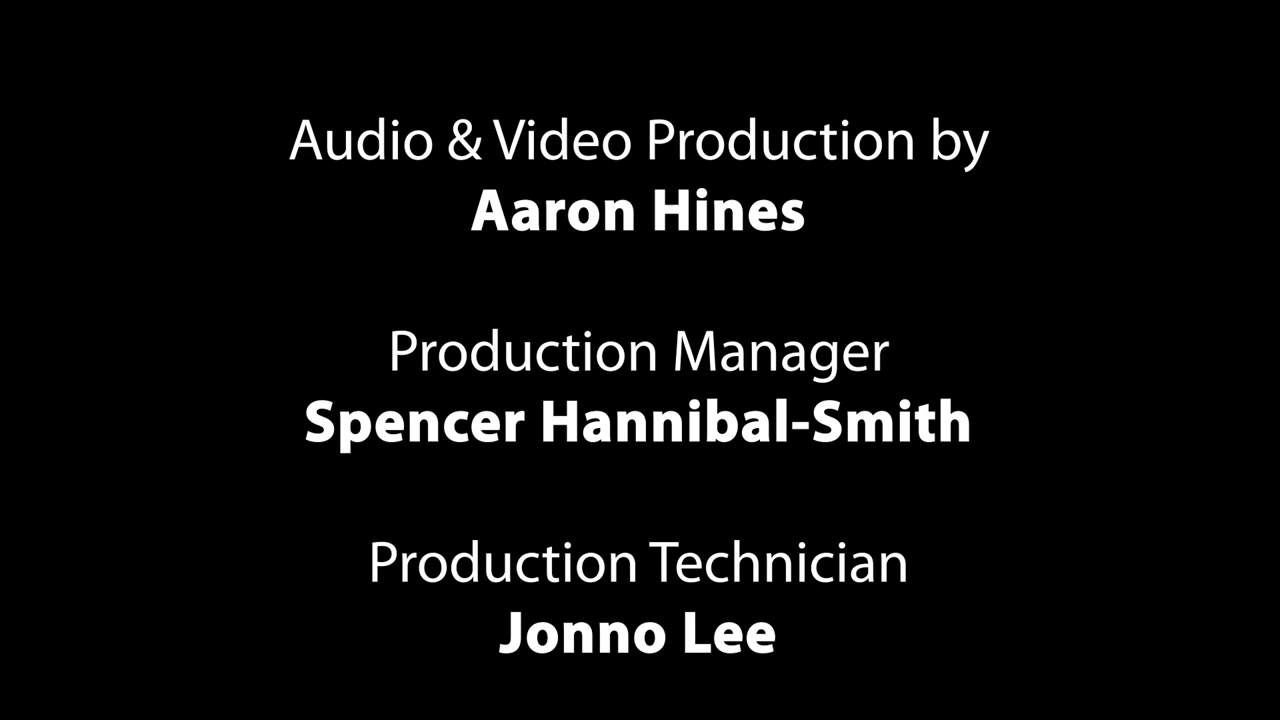 Audio & Video Production by
Aaron Hines
Production Manager
Spencer Hannibal-Smith
Production Technician
Jonno Lee